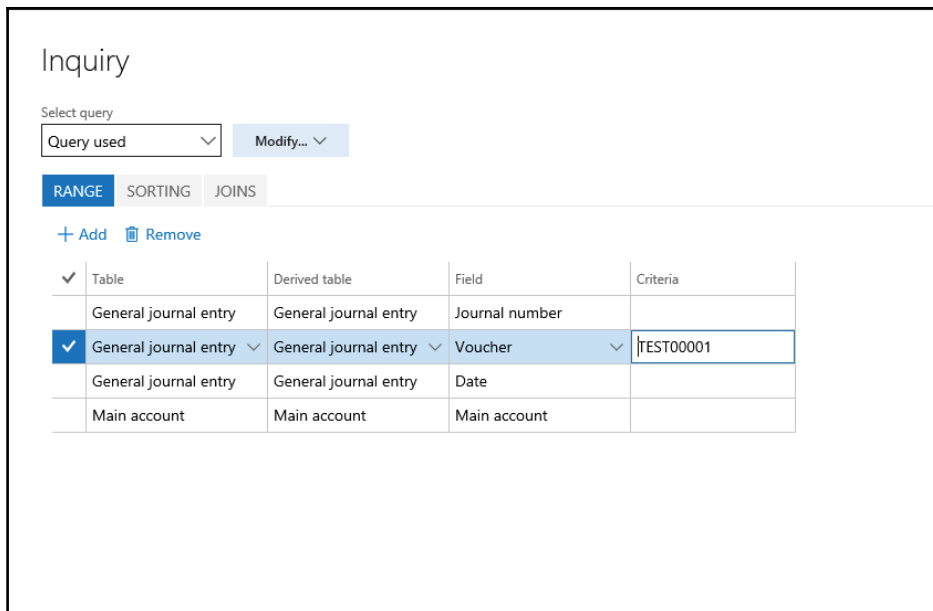 Inquiry
Select query
Query used Modify...
RANGE SORTING JOINS
Add Remove
Table Derived table Field Criteria
General journal entry General journal entry Journal number
General journal entry General journal entry Voucher TEST00001
General journal entry General journal entry Date
Main account Main account Main account